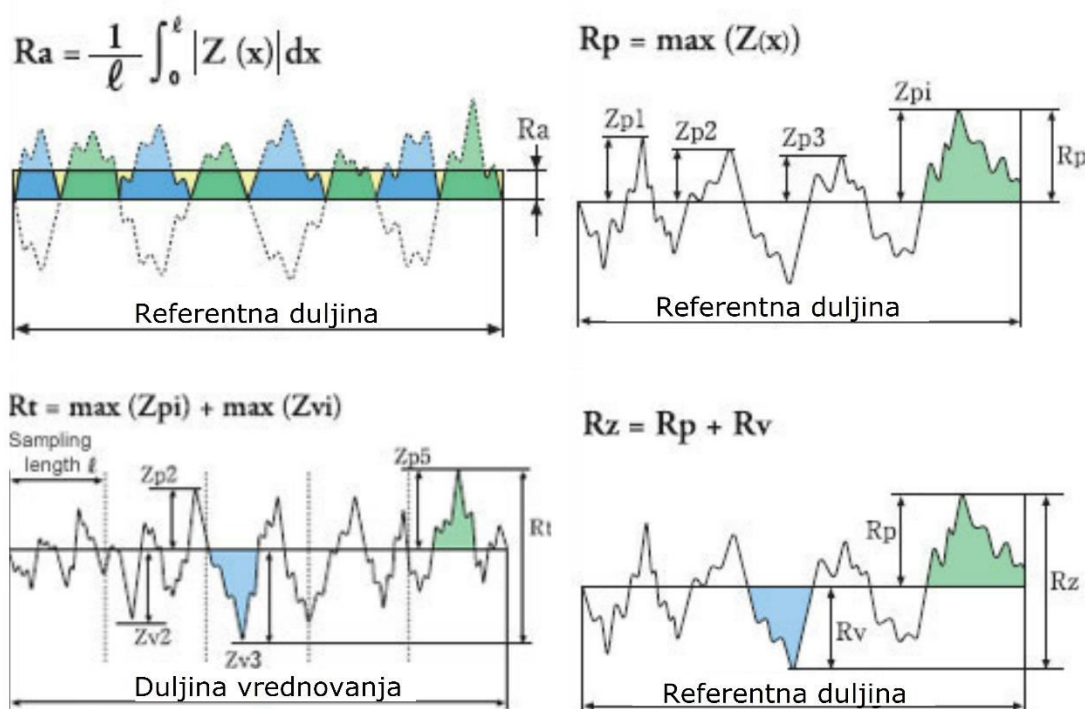 Ra = 1/ℓ ∫₀^ℓ |Z (x)| dx
Ra
Referentna duljina
Rp = max (Z(x))
Zp1
Zp2
Zp3
Zpi
Rp
Referentna duljina
Rt = max (Zpi) + max (Zvi)
Sampling
length ℓ
Zp2
Zp5
Rt
Zv2
Zv3
Duljina vrednovanja
Rz = Rp + Rv
Rp
Rz
Rv
Referentna duljina